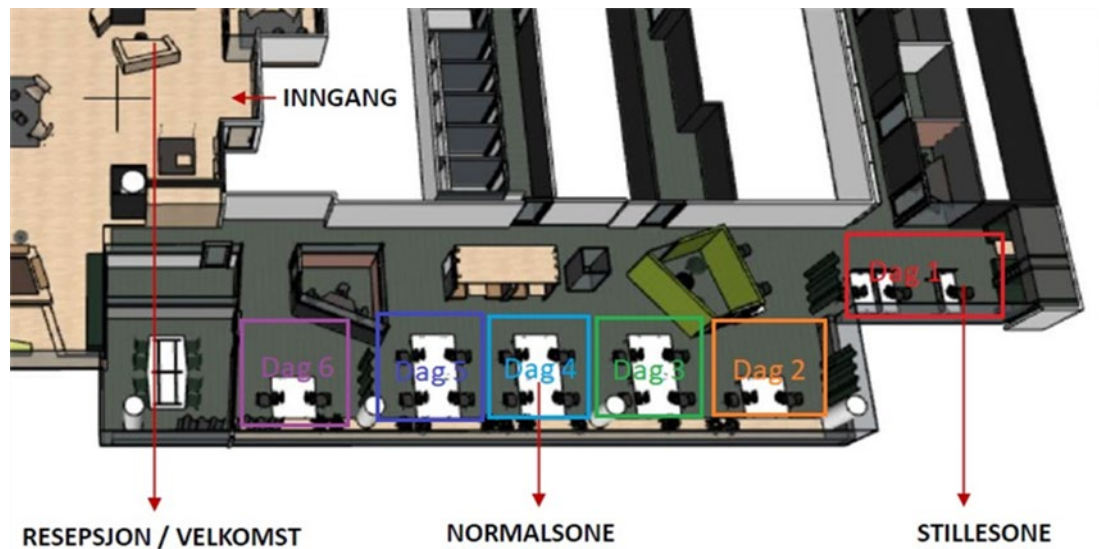 INNGANG
Dag 1
Dag 6
Dag 5
Dag 4
Dag 3
Dag 2
RESEPSJON / VELKOMST
NORMALSONE
STILLESONE